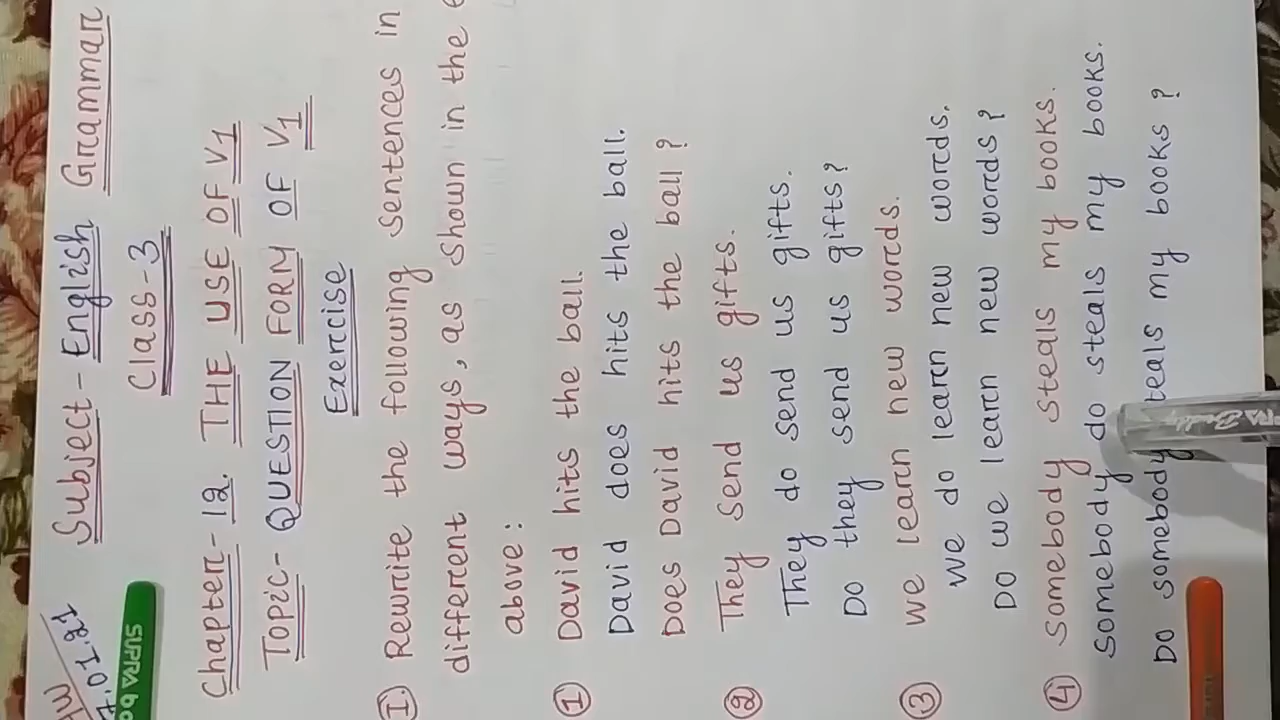 HW
7.01.21
Subject - English Grammar
Class - 3
Chapter - 12. THE USE OF V1
Topic - QUESTION FORY OF V1
Exercise
I. Rewrite the following sentences in
different ways, as shown in the
above:
1 David hits the ball.
David does hits the ball.
Does David hits the ball?
2 They send us gifts.
They do send us gifts.
Do they send us gifts?
3 We learn new words.
We do learn new words.
Do we learn new words?
4 Somebody steals my books.
Somebody do steals my books.
Do somebody steals my books?
SUPRA